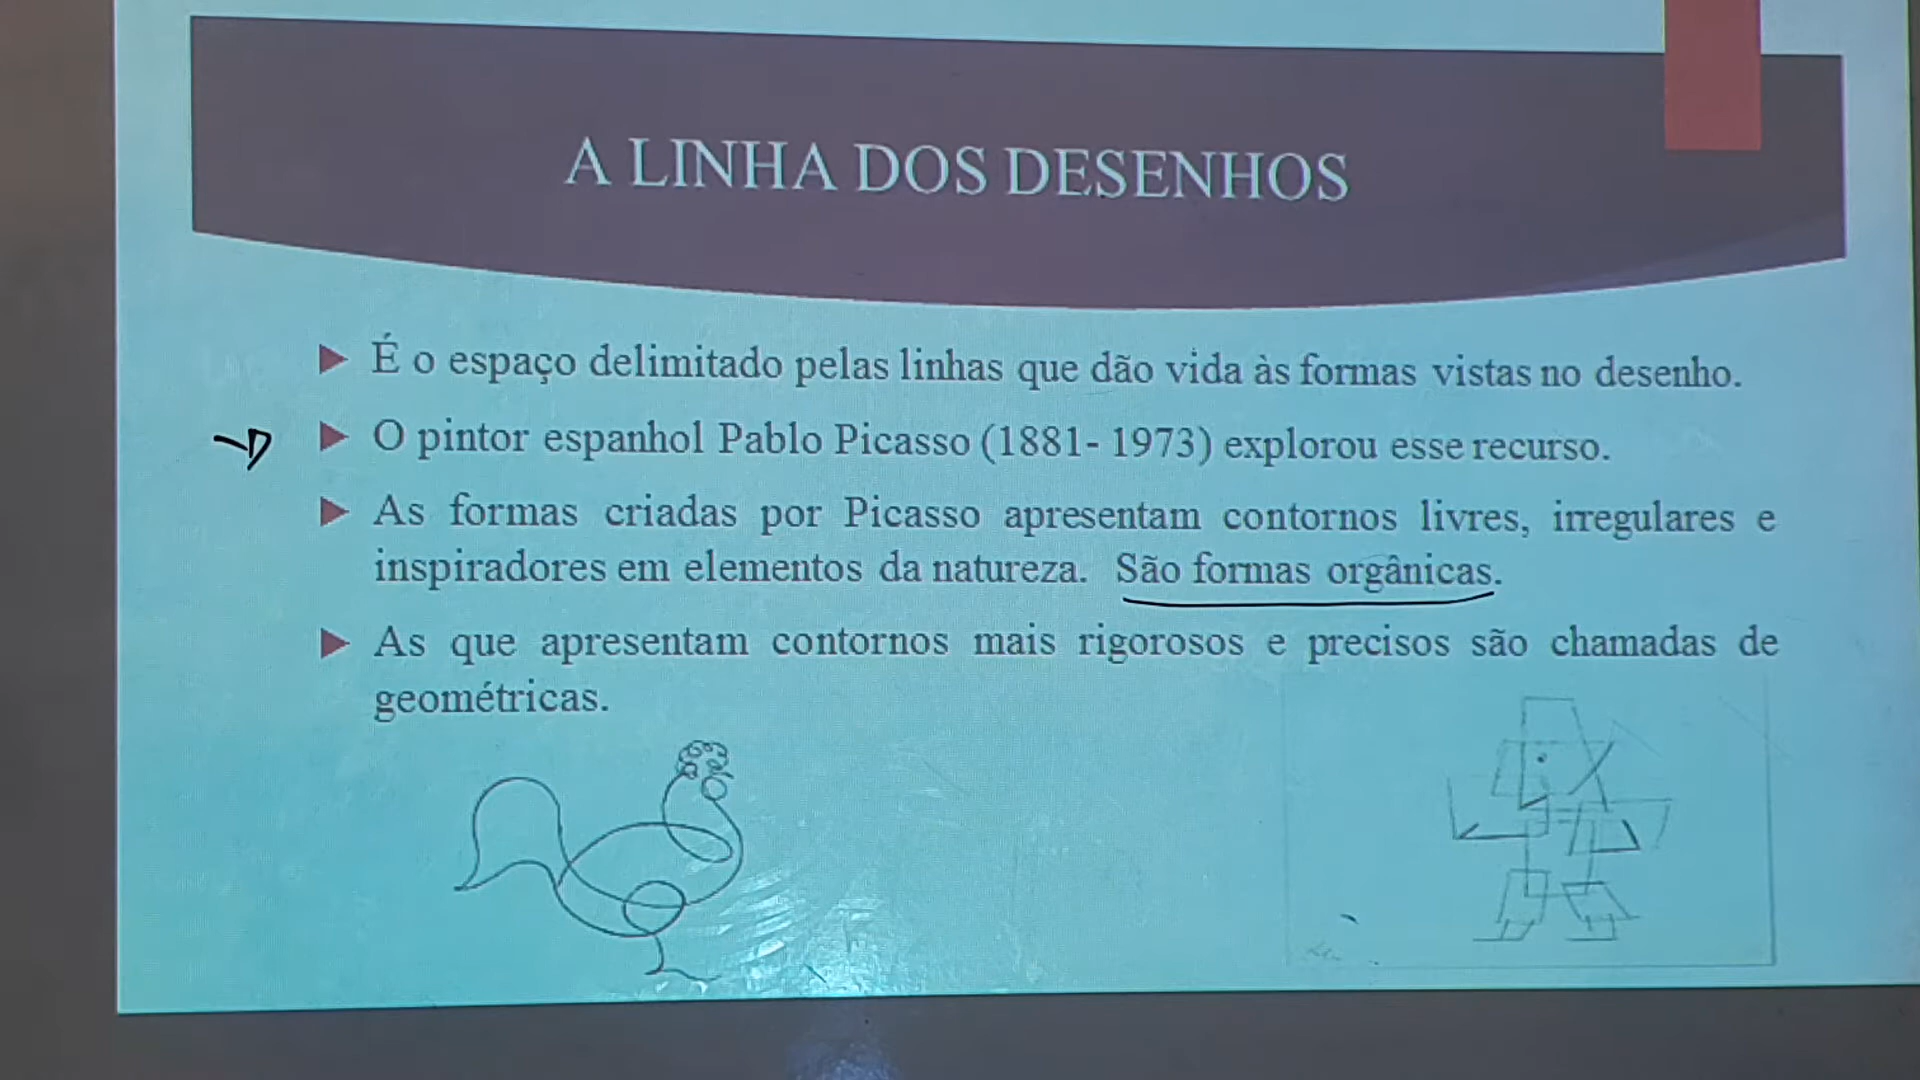 A LINHA DOS DESENHOS
É o espaço delimitado pelas linhas que dão vida às formas vistas no desenho.
O pintor espanhol Pablo Picasso (1881- 1973) explorou esse recurso.
As formas criadas por Picasso apresentam contornos livres, irregulares e
inspiradores em elementos da natureza. São formas orgânicas.
As que apresentam contornos mais rigorosos e precisos são chamadas de
geométricas.